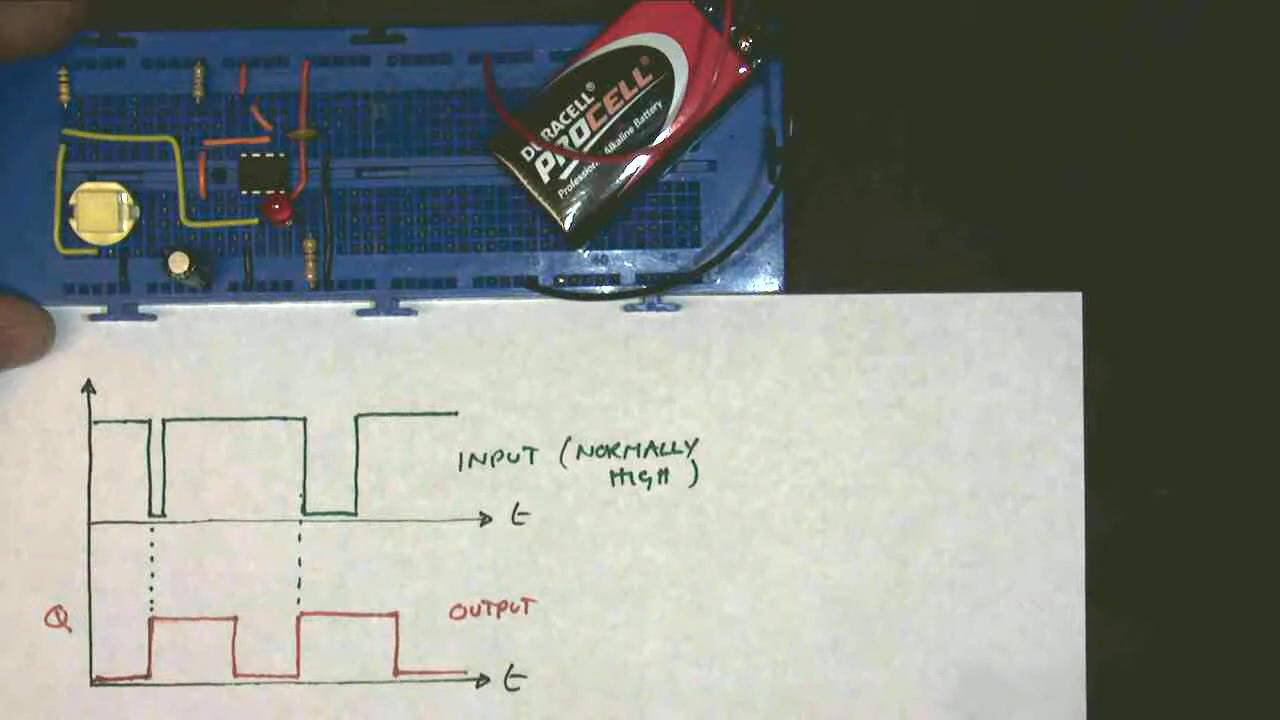 DURACELL®
PROCELL®
Professional Alkaline Battery
INPUT (NORMALLY
HIGH)
t
Q
OUTPUT
t